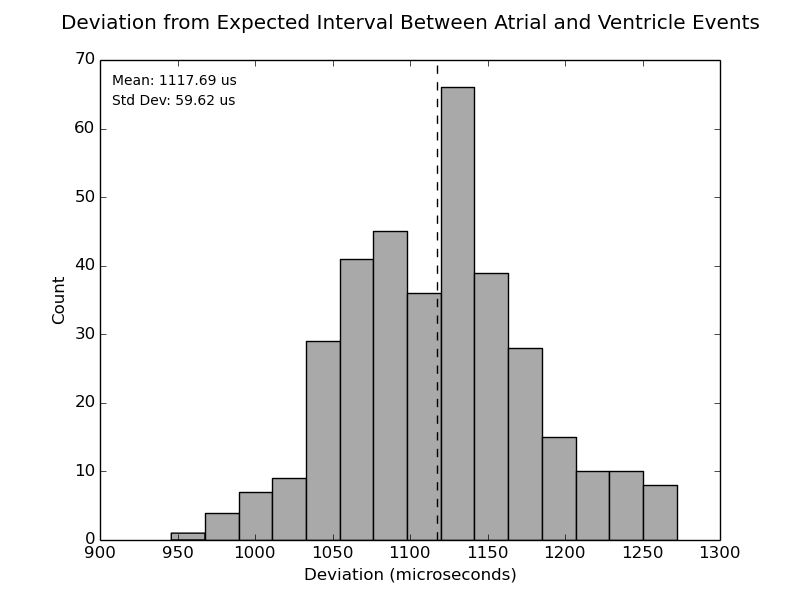 Deviation from Expected Interval Between Atrial and Ventricle Events
Mean: 1117.69 us
Std Dev: 59.62 us
70
60
50
40
30
20
10
0
Count
900 950 1000 1050 1100 1150 1200 1250 1300
Deviation (microseconds)